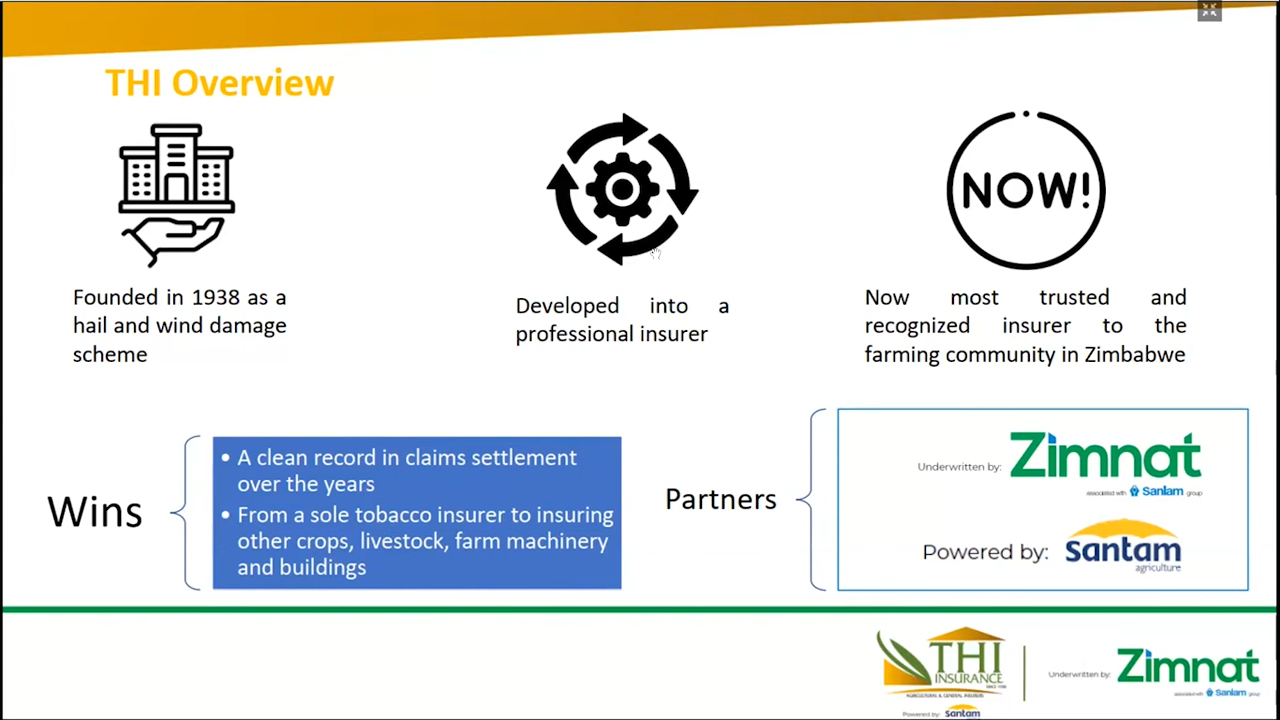 THI Overview
NOW!
Founded in 1938 as a
hail and wind damage
scheme
Developed into a
professional insurer
Now most trusted and
recognized insurer to the
farming community in Zimbabwe
Wins
• A clean record in claims settlement
over the years
• From a sole tobacco insurer to insuring
other crops, livestock, farm machinery
and buildings
Partners
Underwritten by: Zimnat
associated with Sanlam group
Powered by: Santam
agriculture
THI
INSURANCE
SINCE 1938
AGRICULTURAL & GENERAL INSURERS
Powered by: Santam
Underwritten by: Zimnat
associated with Sanlam group